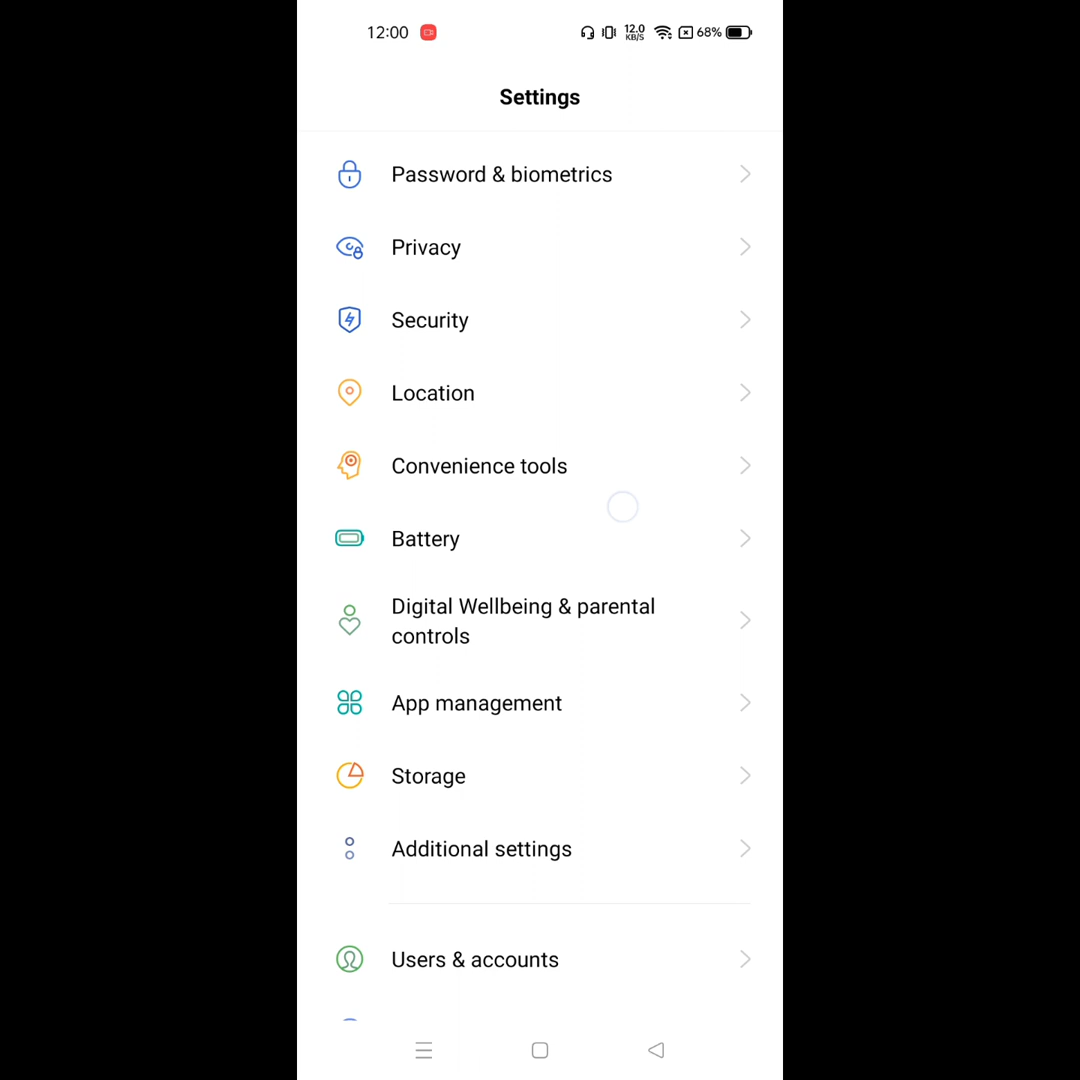 12:00
12.0
KB/S
68%
Settings
Password & biometrics
Privacy
Security
Location
Convenience tools
Battery
Digital Wellbeing & parental
controls
App management
Storage
Additional settings
Users & accounts